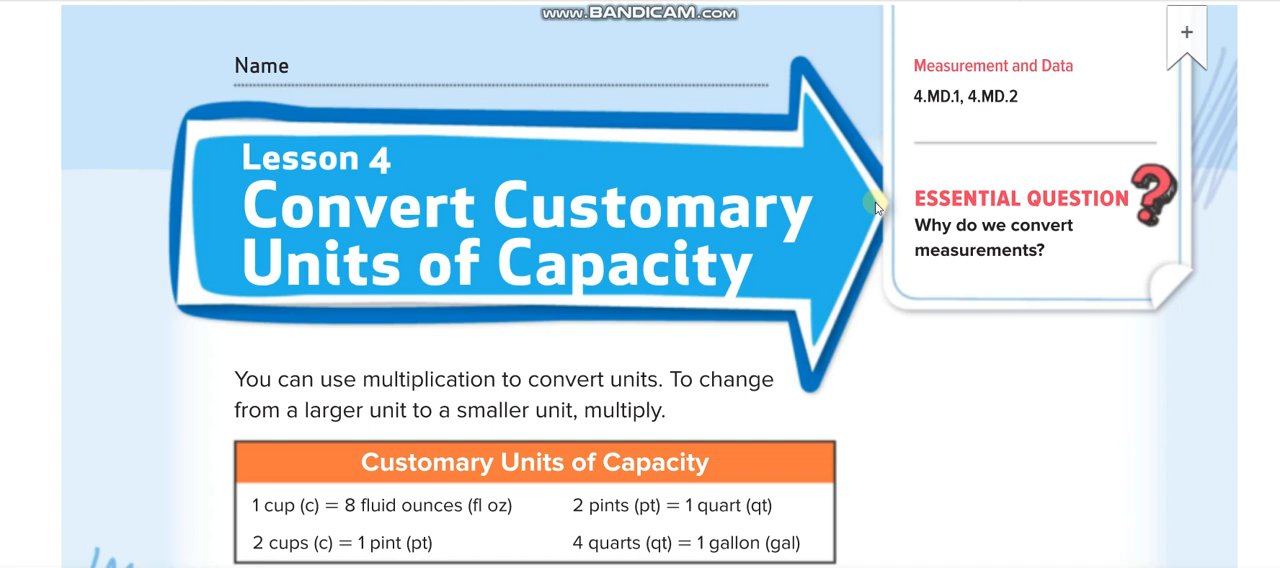 www.BANDICAM.com
Name
Measurement and Data
4.MD.1, 4.MD.2
Lesson 4
Convert Customary
Units of Capacity
ESSENTIAL QUESTION
Why do we convert
measurements?
You can use multiplication to convert units. To change
from a larger unit to a smaller unit, multiply.
Customary Units of Capacity
1 cup (c) = 8 fluid ounces (fl oz) 2 pints (pt) = 1 quart (qt)
2 cups (c) = 1 pint (pt) 4 quarts (qt) = 1 gallon (gal)